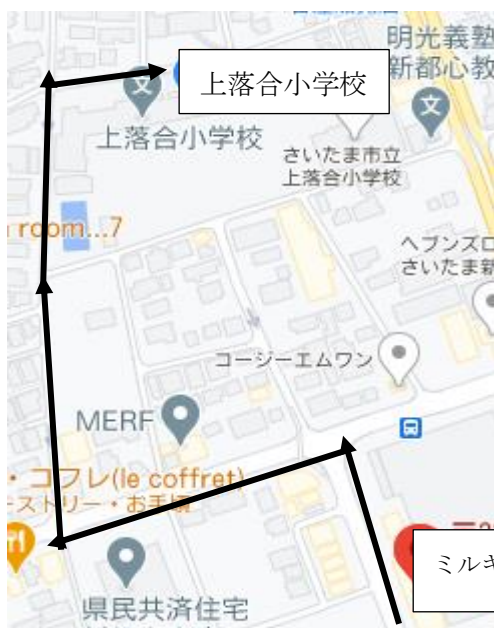 明光義塾
新都心教
上落合小学校
上落合小学校
さいたま市立
上落合小学校
room...7
ヘブンズロ
さいたま新
コージーエムワン
MERF
・コフレ(le coffret)
ーストリー・お手頃
ミルキ
県民共済住宅